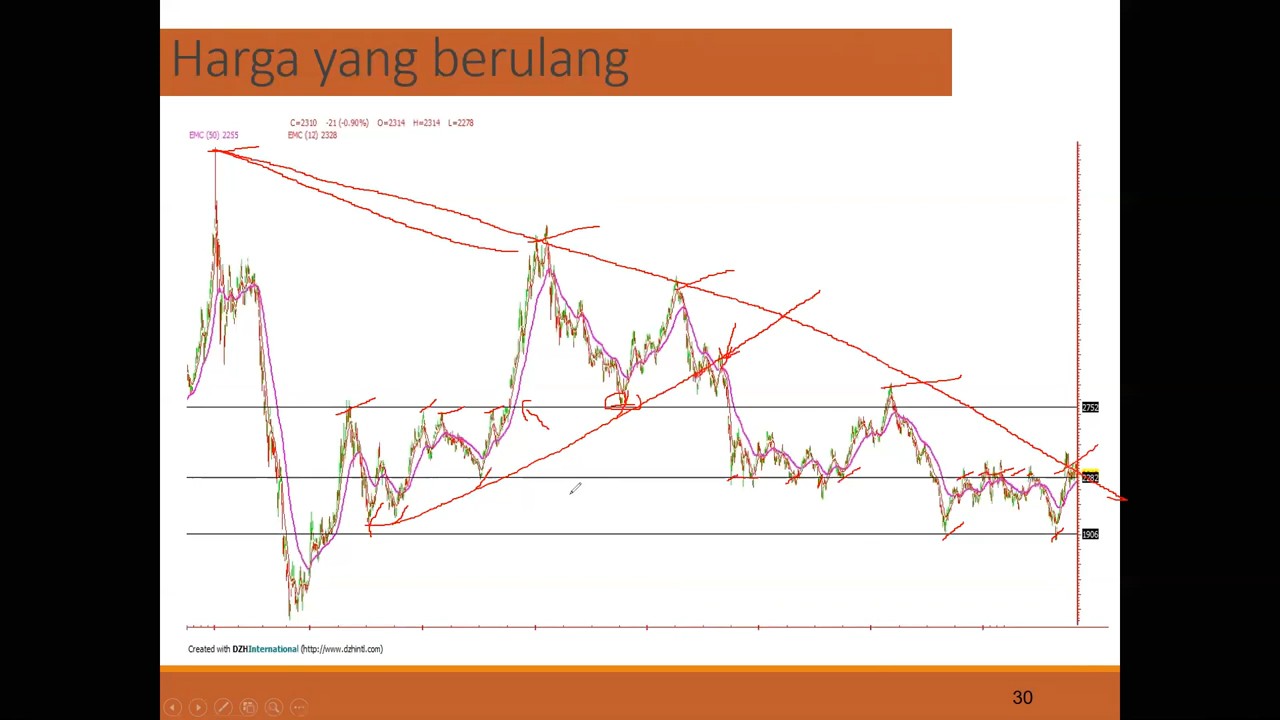 Harga yang berulang
C=2310 -21 (-0.90%) O=2314 H=2314 L=2278
EMC (50) 2255 EMC (12) 2328
2752
2282
1906
Created with DZHInternational (http://www.dzhintl.com)
30